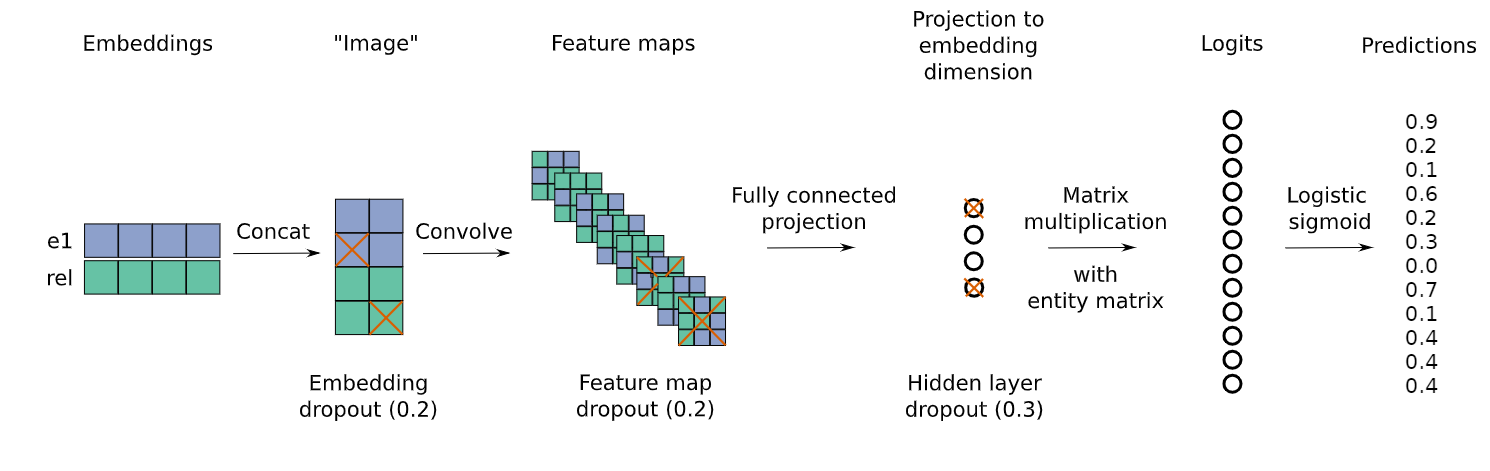 Embeddings
"Image"
Feature maps
Projection to
embedding
dimension
Logits
Predictions
e1
rel
Concat
Convolve
Fully connected
projection
Matrix
multiplication
with
entity matrix
Logistic
sigmoid
0.9
0.2
0.1
0.6
0.2
0.3
0.0
0.7
0.1
0.4
0.4
0.4
Embedding
dropout (0.2)
Feature map
dropout (0.2)
Hidden layer
dropout (0.3)